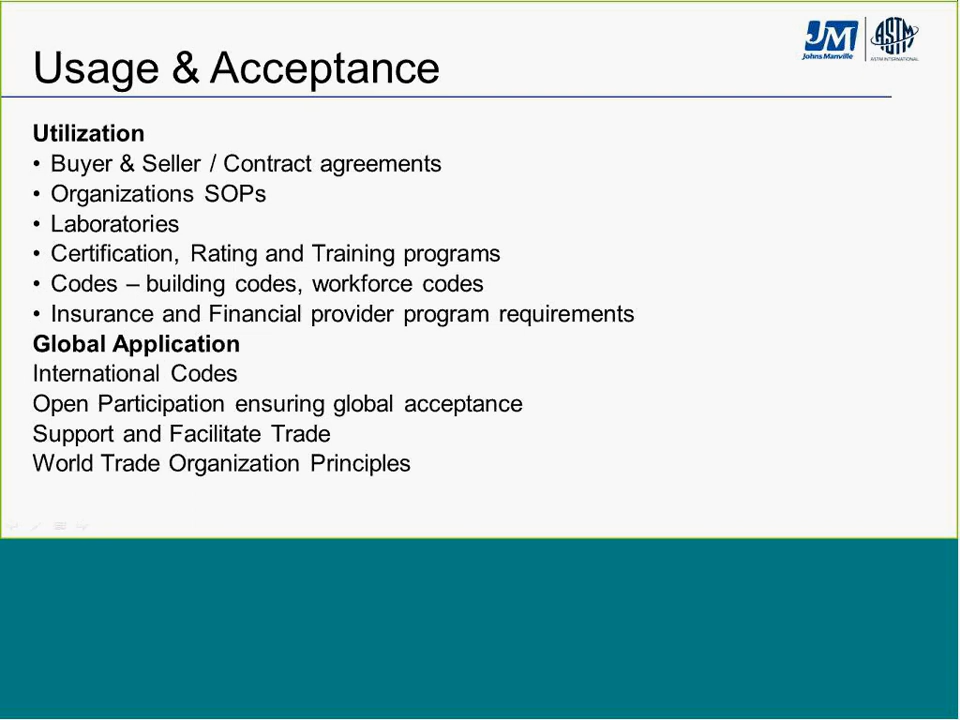 Usage & Acceptance
JM
Johns Manville
ASTM
ASTM INTERNATIONAL
Utilization
• Buyer & Seller / Contract agreements
• Organizations SOPs
• Laboratories
• Certification, Rating and Training programs
• Codes – building codes, workforce codes
• Insurance and Financial provider program requirements
Global Application
International Codes
Open Participation ensuring global acceptance
Support and Facilitate Trade
World Trade Organization Principles